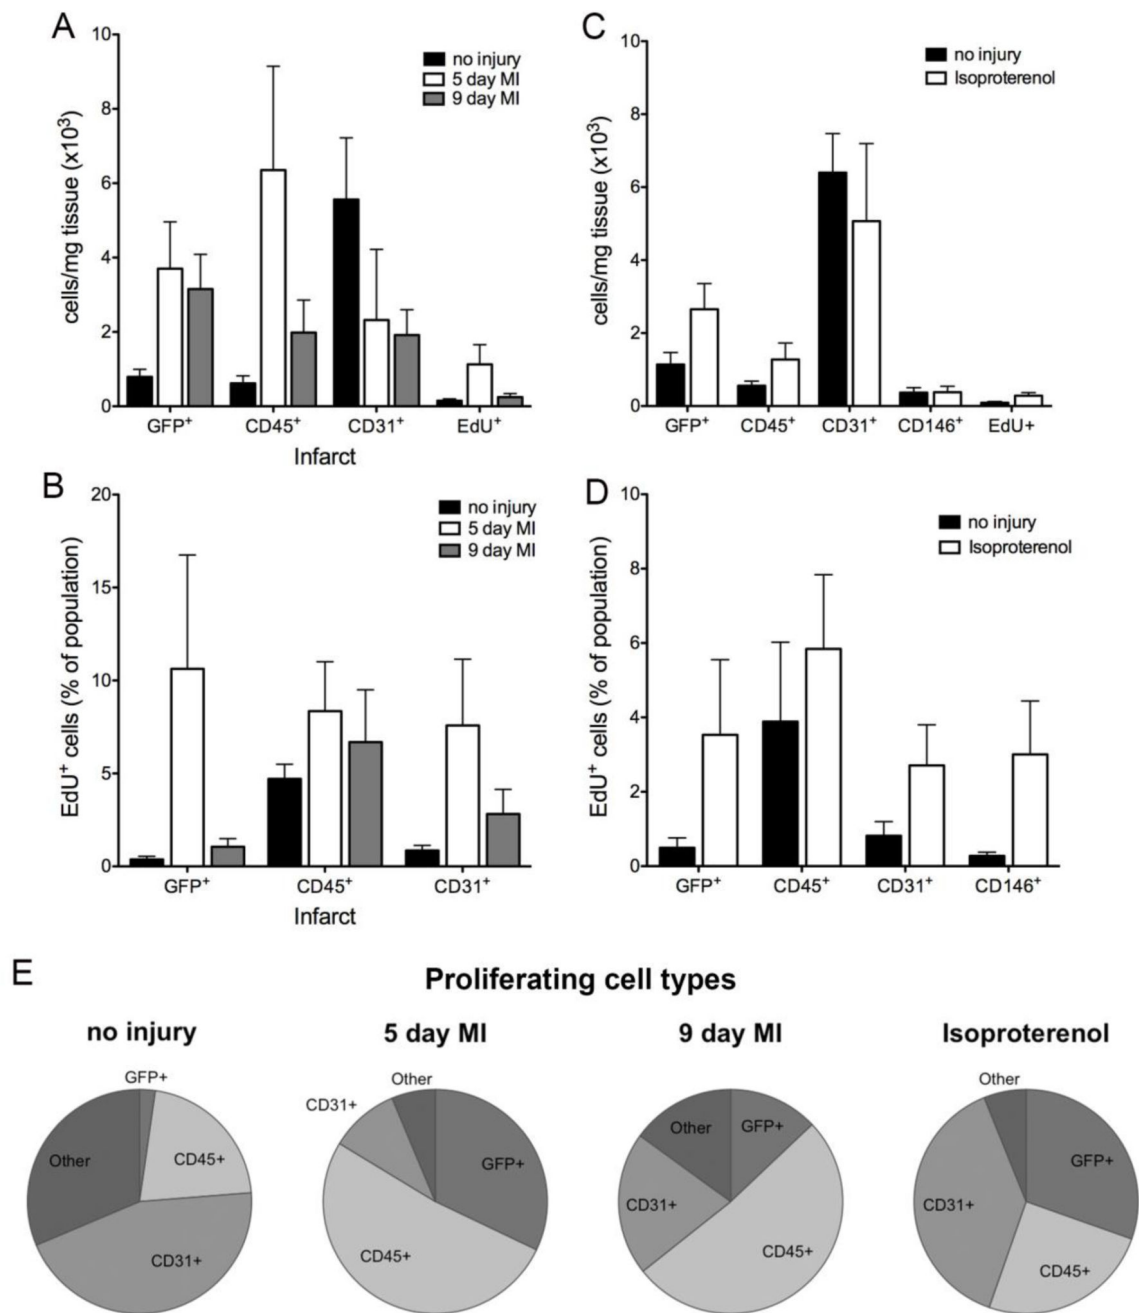 A
10
8
6
4
2
0
cells/mg tissue (x10³)
no injury
5 day MI
9 day MI
GFP⁺ CD45⁺ CD31⁺ EdU⁺
Infarct
C
10
8
6
4
2
0
cells/mg tissue (x10³)
no injury
Isoproterenol
GFP⁺ CD45⁺ CD31⁺ CD146⁺ EdU+
B
20
15
10
5
0
EdU⁺ cells (% of population)
no injury
5 day MI
9 day MI
GFP⁺ CD45⁺ CD31⁺
Infarct
D
10
8
6
4
2
0
EdU⁺ cells (% of population)
no injury
Isoproterenol
GFP⁺ CD45⁺ CD31⁺ CD146⁺
E
Proliferating cell types
no injury
GFP+
CD45+
CD31+
Other
5 day MI
Other
CD31+
GFP+
CD45+
9 day MI
Other
GFP+
CD31+
CD45+
Isoproterenol
Other
GFP+
CD31+
CD45+